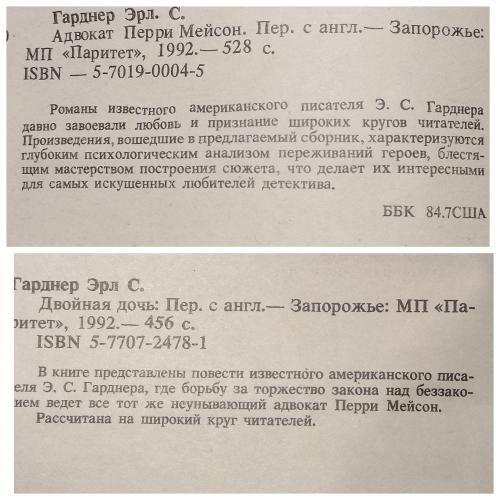 Гарднер Эрл. С.
Адвокат Перри Мейсон. Пер. с англ.— Запорожье:
МП «Паритет», 1992.— 528 с.
ISBN — 5-7019-0004-5
Романы известного американского писателя Э. С. Гарднера
давно завоевали любовь и признание широких кругов читателей.
Произведения, вошедшие в предлагаемый сборник, характеризуются
глубоким психологическим анализом переживаний героев, блестя-
щим мастерством построения сюжета, что делает их интересными
для самых искушенных любителей детектива.
ББК 84.7США
Гарднер Эрл С.
Двойная дочь: Пер. с англ.— Запорожье: МП «Па-
ритет», 1992.— 456 с.
ISBN 5-7707-2478-1
В книге представлены повести известного американского писа-
еля Э. С. Гарднера, где борьбу за торжество закона над беззако-
ием ведет все тот же неунывающий адвокат Перри Мейсон.
Рассчитана на широкий круг читателей.